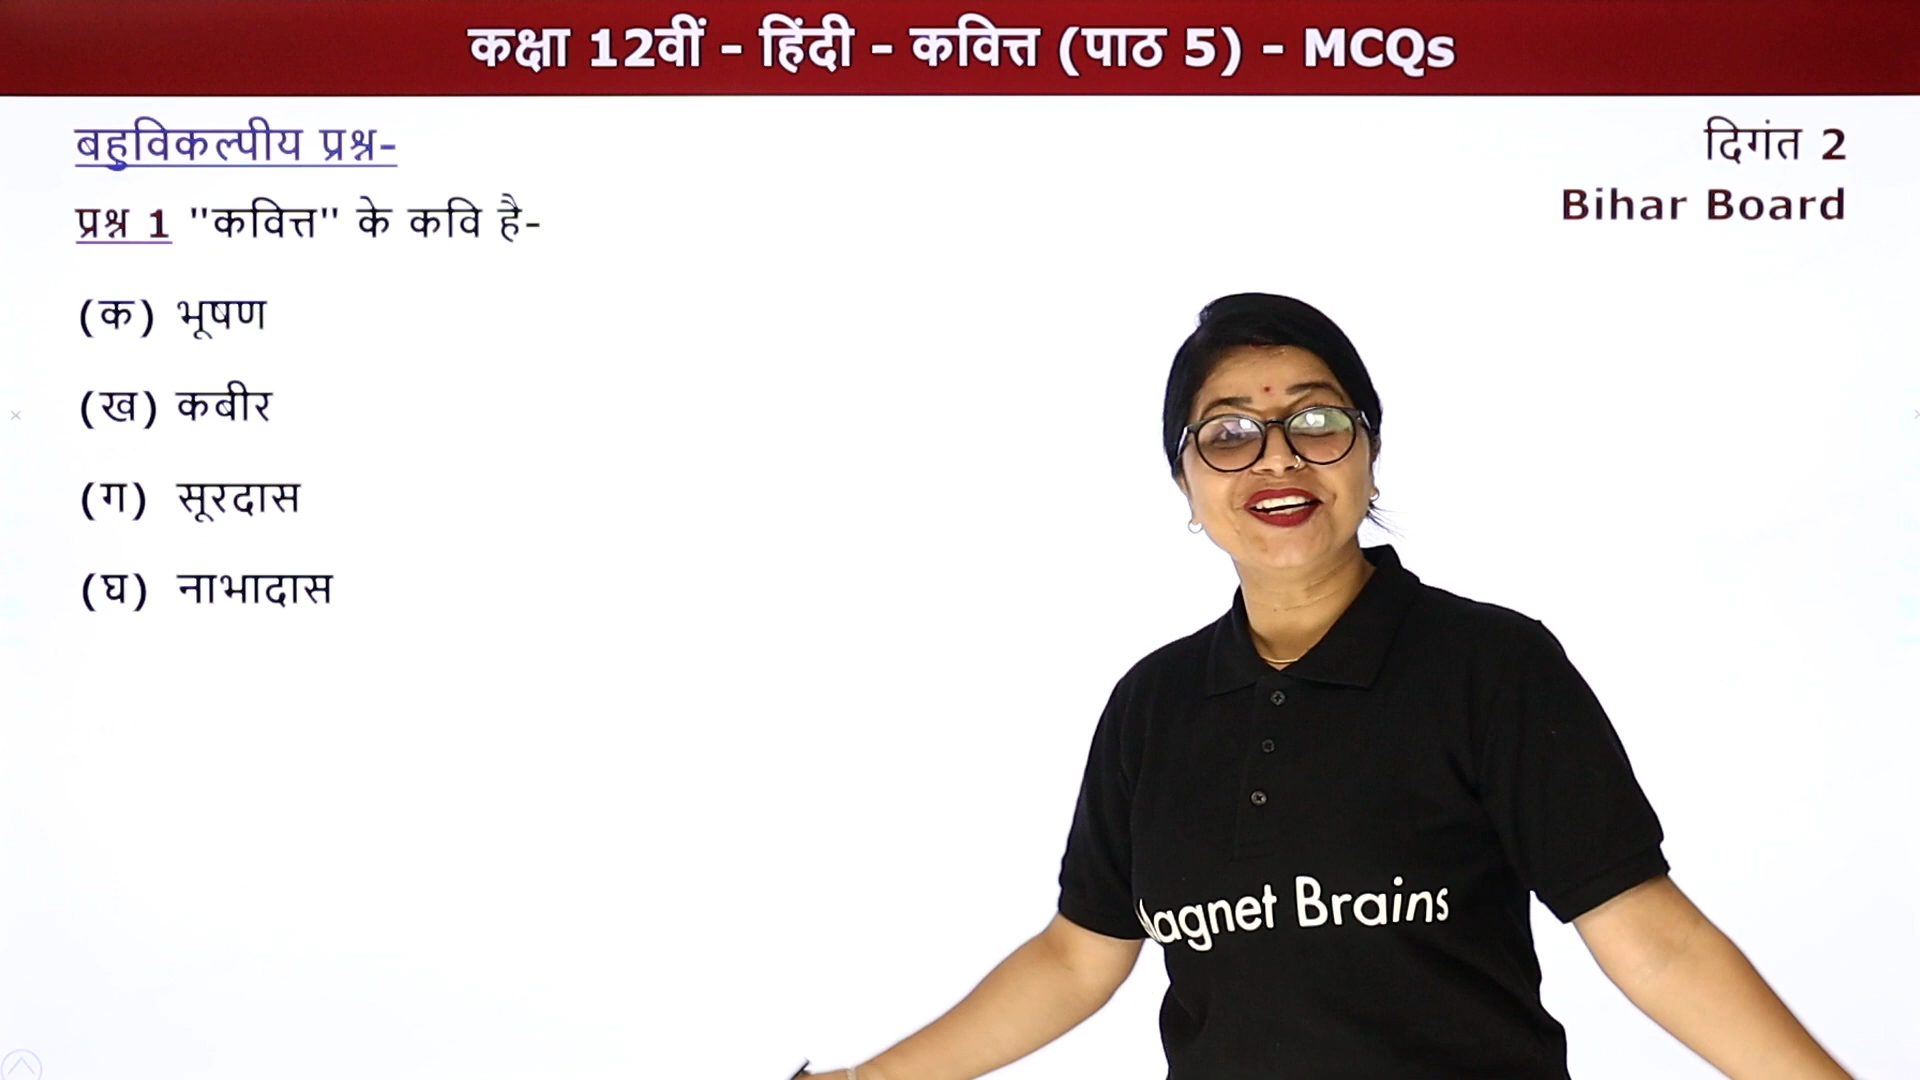 कक्षा 12वीं - हिंदी - कवित्त (पाठ 5) - MCQs
बहुविकल्पीय प्रश्न-
दिगंत 2
Bihar Board
प्रश्न 1 "कवित्त" के कवि है-
(क) भूषण
(ख) कबीर
(ग) सूरदास
(घ) नाभादास
Magnet Brains